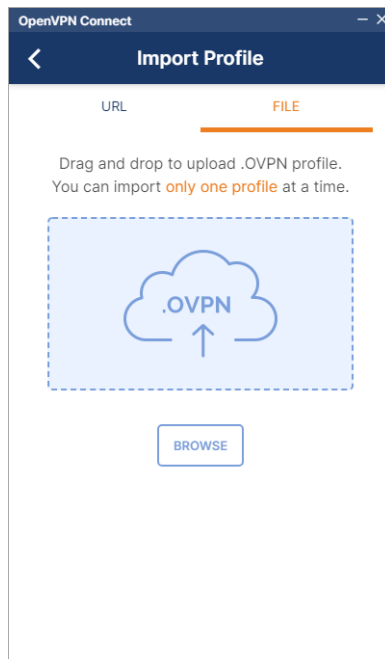 OpenVPN Connect
Import Profile
URL
FILE
Drag and drop to upload .OVPN profile.
You can import only one profile at a time.
.OVPN
BROWSE